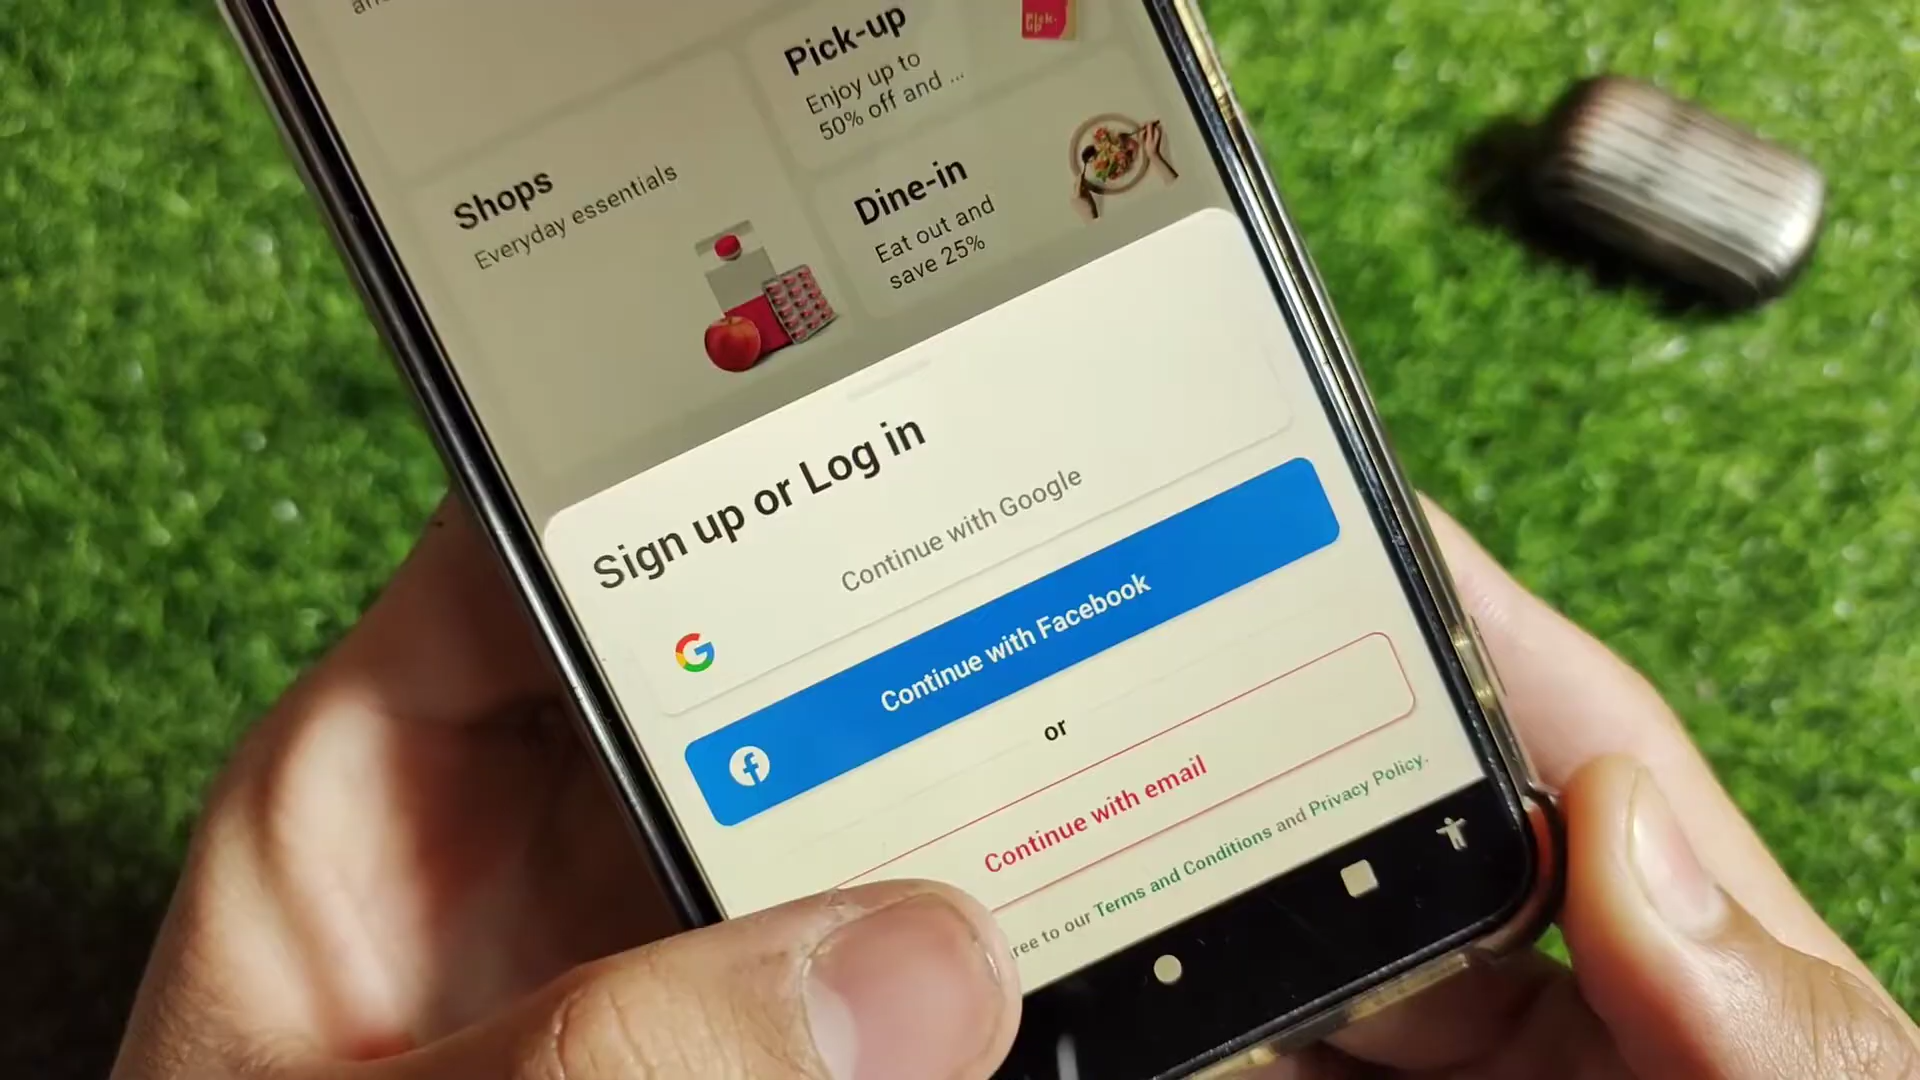 Pick-up
Enjoy up to
50% off and ...
Pick-
up
Shops
Everyday essentials
Dine-in
Eat out and
save 25%
Sign up or Log in
Continue with Google
Continue with Facebook
or
Continue with email
to our Terms and Conditions and Privacy Policy.